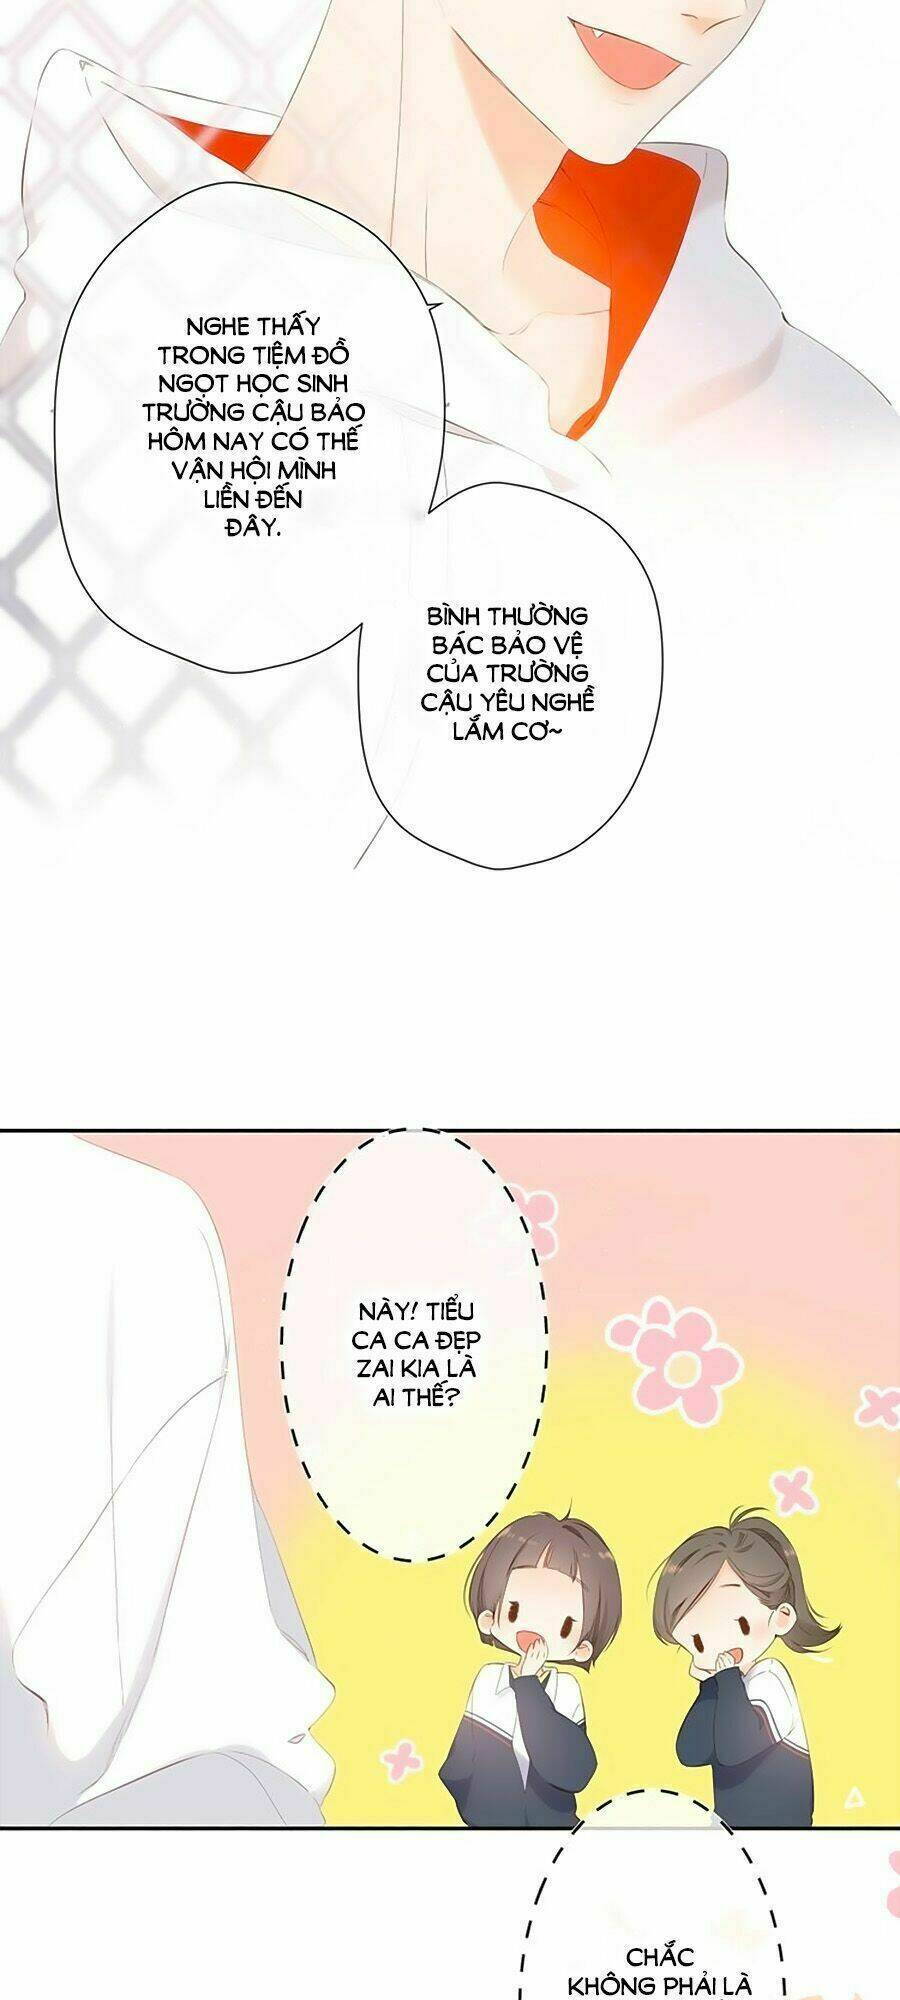 NGHE THẤY
TRONG TIỆM ĐỒ
NGỌT HỌC SINH
TRƯỜNG CẬU BẢO
HÔM NAY CÓ THẾ
VẬN HỘI MÌNH
LIỀN ĐẾN
ĐÂY.
BÌNH THƯỜNG
BÁC BẢO VỆ
CỦA TRƯỜNG
CẬU YÊU NGHỀ
LẮM CƠ~
NÀY! TIỂU
CA CA ĐẸP
ZAI KIA LÀ
AI THẾ?
CHẮC
KHÔNG PHẢI LÀ